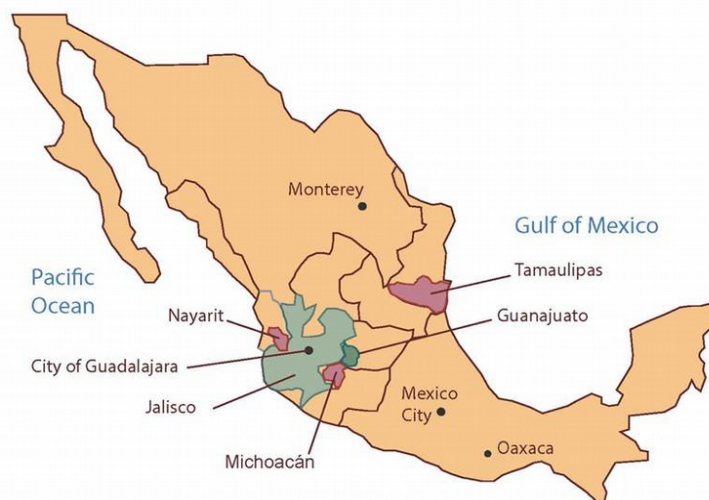 Monterey
Gulf of Mexico
Tamaulipas
Pacific
Ocean
Nayarit
Guanajuato
City of Guadalajara
Jalisco
Mexico
City
Oaxaca
Michoacán